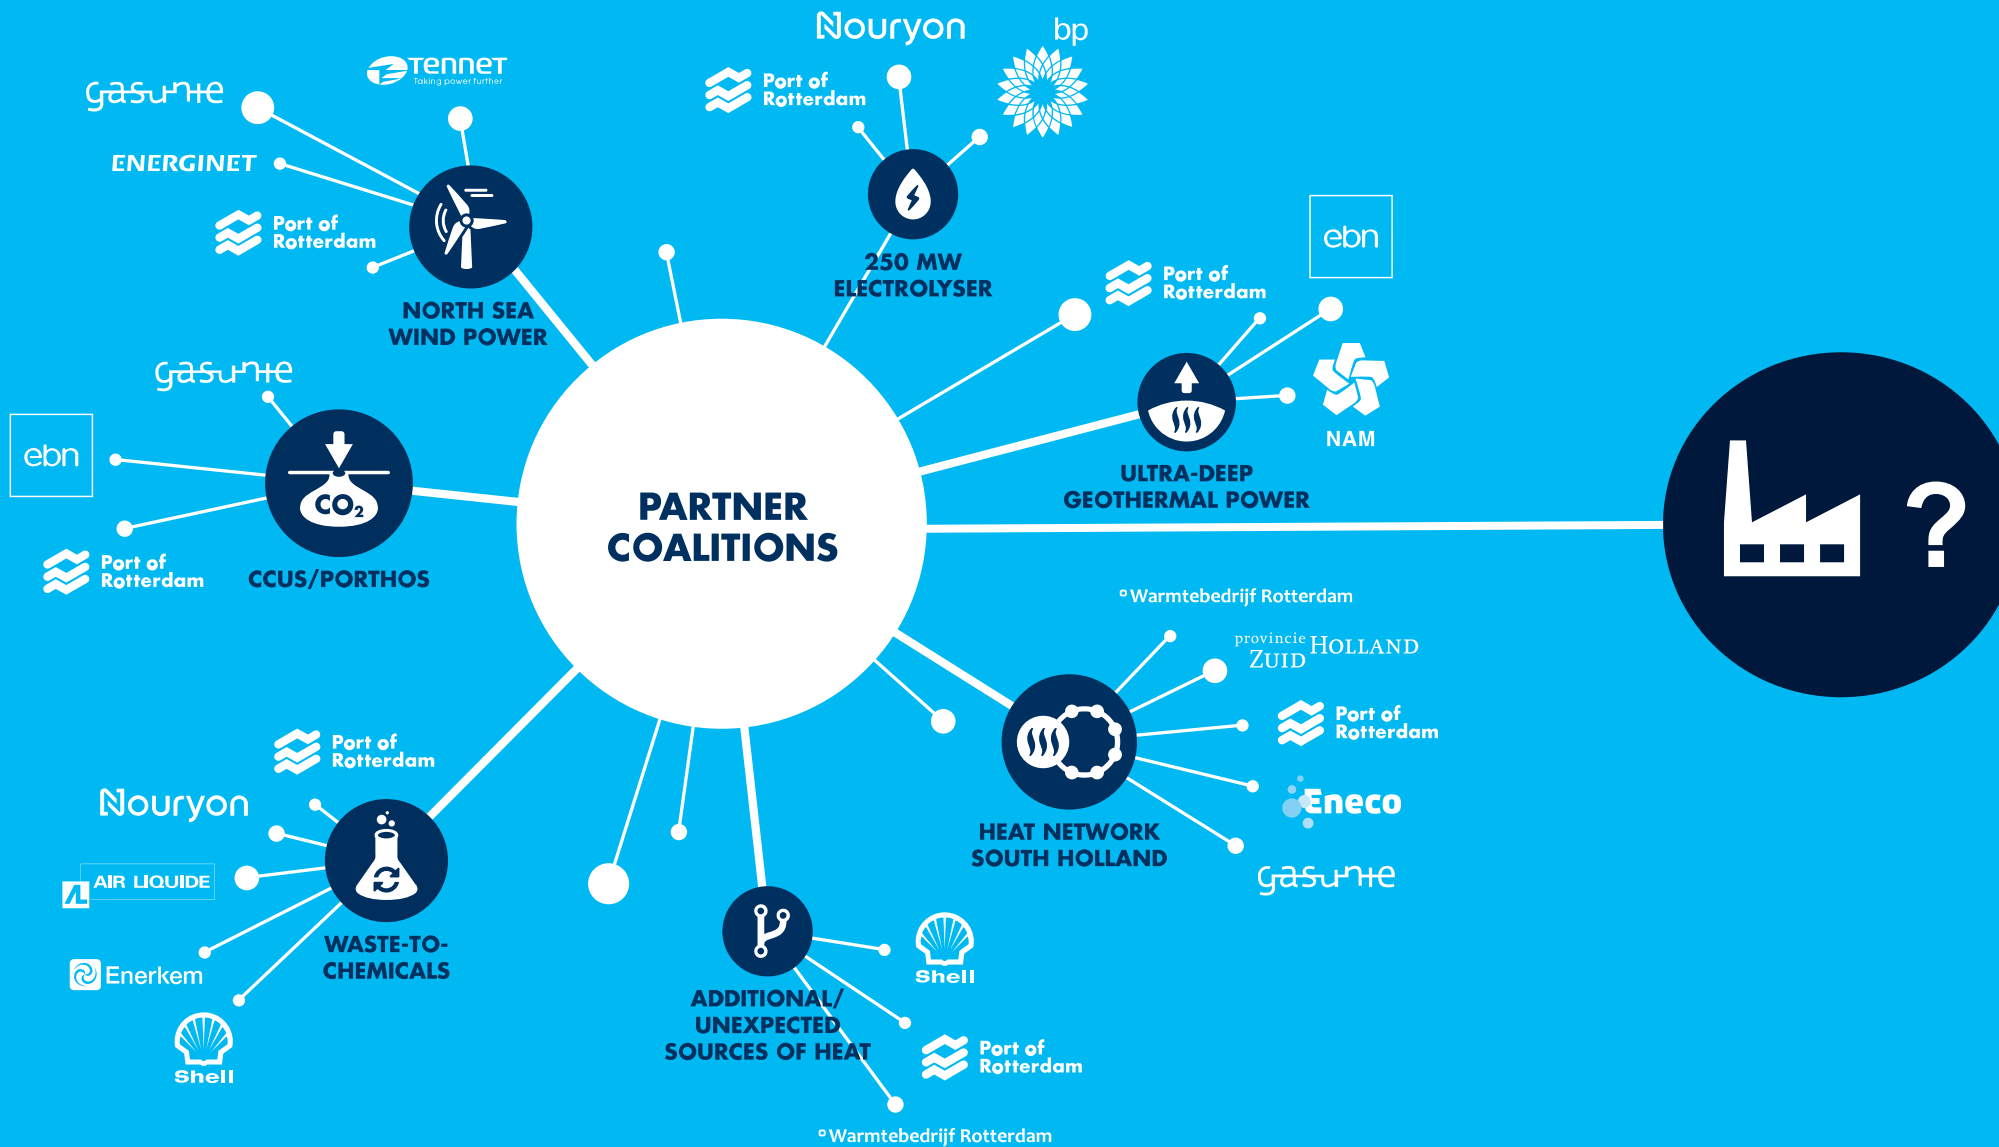 Nouryon
bp
TenneT
Taking power further
gasunie
Port of
Rotterdam
ENERGINET
Port of
Rotterdam
250 MW
ELECTROLYSER
ebn
Port of
Rotterdam
NORTH SEA
WIND POWER
gasunie
NAM
ebn
ULTRA-DEEP
GEOTHERMAL POWER
CO2
PARTNER
COALITIONS
?
Port of
Rotterdam
CCUS/PORTHOS
Warmtebedrijf Rotterdam
provincie HOLLAND
ZUID
Port of
Rotterdam
Port of
Rotterdam
Nouryon
Eneco
HEAT NETWORK
SOUTH HOLLAND
AL AIR LIQUIDE
gasunie
WASTE-TO-
CHEMICALS
Enerkem
Shell
ADDITIONAL/
UNEXPECTED
SOURCES OF HEAT
Port of
Rotterdam
Shell
Warmtebedrijf Rotterdam